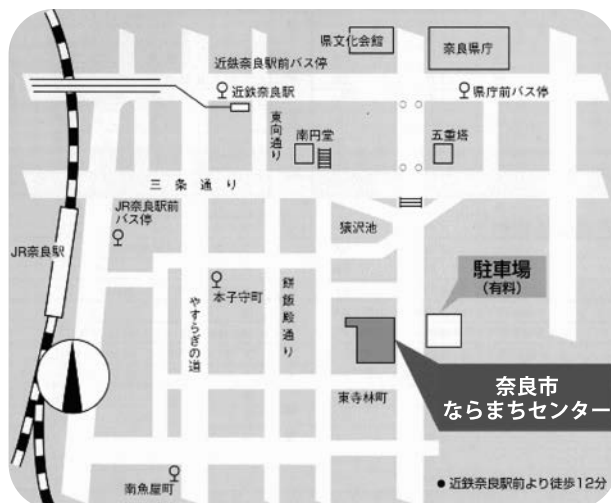 県文化会館
奈良県庁
近鉄奈良駅前バス停
近鉄奈良駅
県庁前バス停
東向通り
南円堂
五重塔
三条通り
JR奈良駅前
バス停
猿沢池
JR奈良駅
駐車場
(有料)
本子守町
やすらぎの道
餅飯殿通り
奈良市
ならまちセンター
東寺林町
南魚屋町
●近鉄奈良駅前より徒歩12分